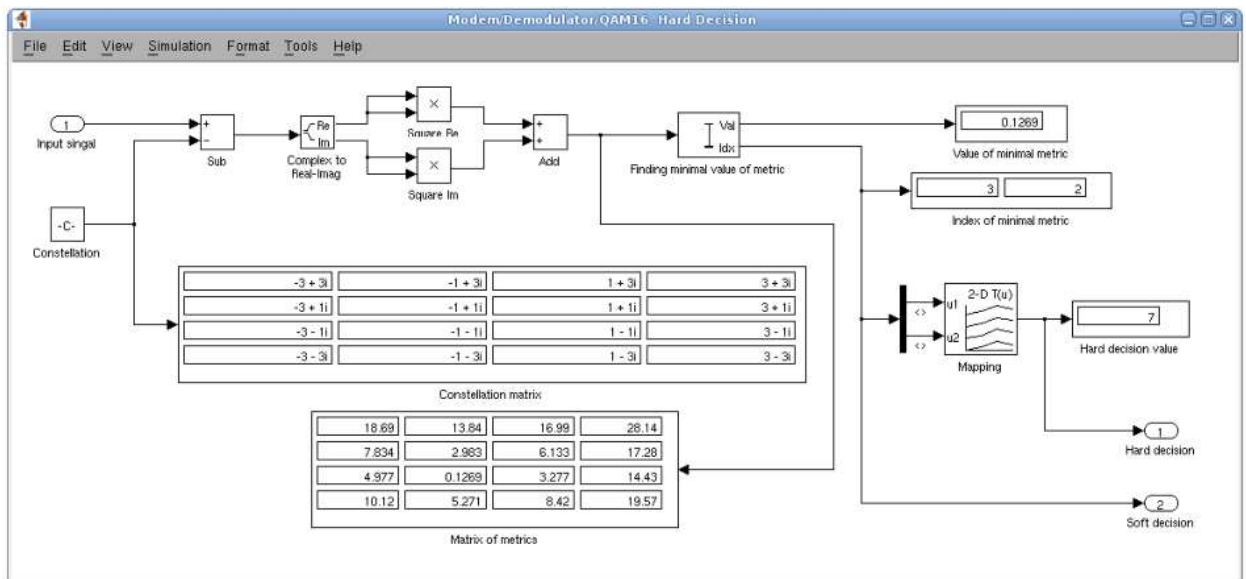 Modem/Demodulator/QAM16 Hard Decision
File Edit View Simulation Format Tools Help
1
Input singal
+
−
Sub
Re
Im
Complex to
Real-Imag
×
Square Re
×
Square Im
+
+
Add
Val
Idx
Finding minimal value of metric
0.1269
Value of minimal metric
3 2
Index of minimal metric
-C-
Constellation
-3 + 3i -1 + 3i 1 + 3i 3 + 3i
-3 + 1i -1 + 1i 1 + 1i 3 + 1i
-3 - 1i -1 - 1i 1 - 1i 3 - 1i
-3 - 3i -1 - 3i 1 - 3i 3 - 3i
Constellation matrix
<>
<>
2-D T(u)
u1
u2
Mapping
7
Hard decision value
18.69 13.84 16.99 28.14
7.834 2.983 6.133 17.28
4.977 0.1269 3.277 14.43
10.12 5.271 8.42 19.57
Matrix of metrics
1
Hard decision
2
Soft decision